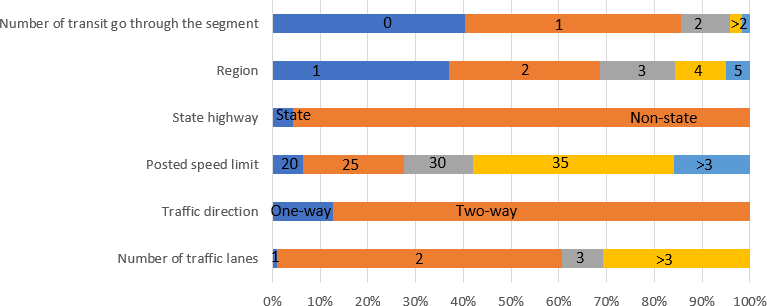 Number of transit go through the segment 0 1 2 >2
Region 1 2 3 4 5
State highway State Non-state
Posted speed limit 20 25 30 35 >3
Traffic direction One-way Two-way
Number of traffic lanes 1 2 3 >3
0% 10% 20% 30% 40% 50% 60% 70% 80% 90% 100%